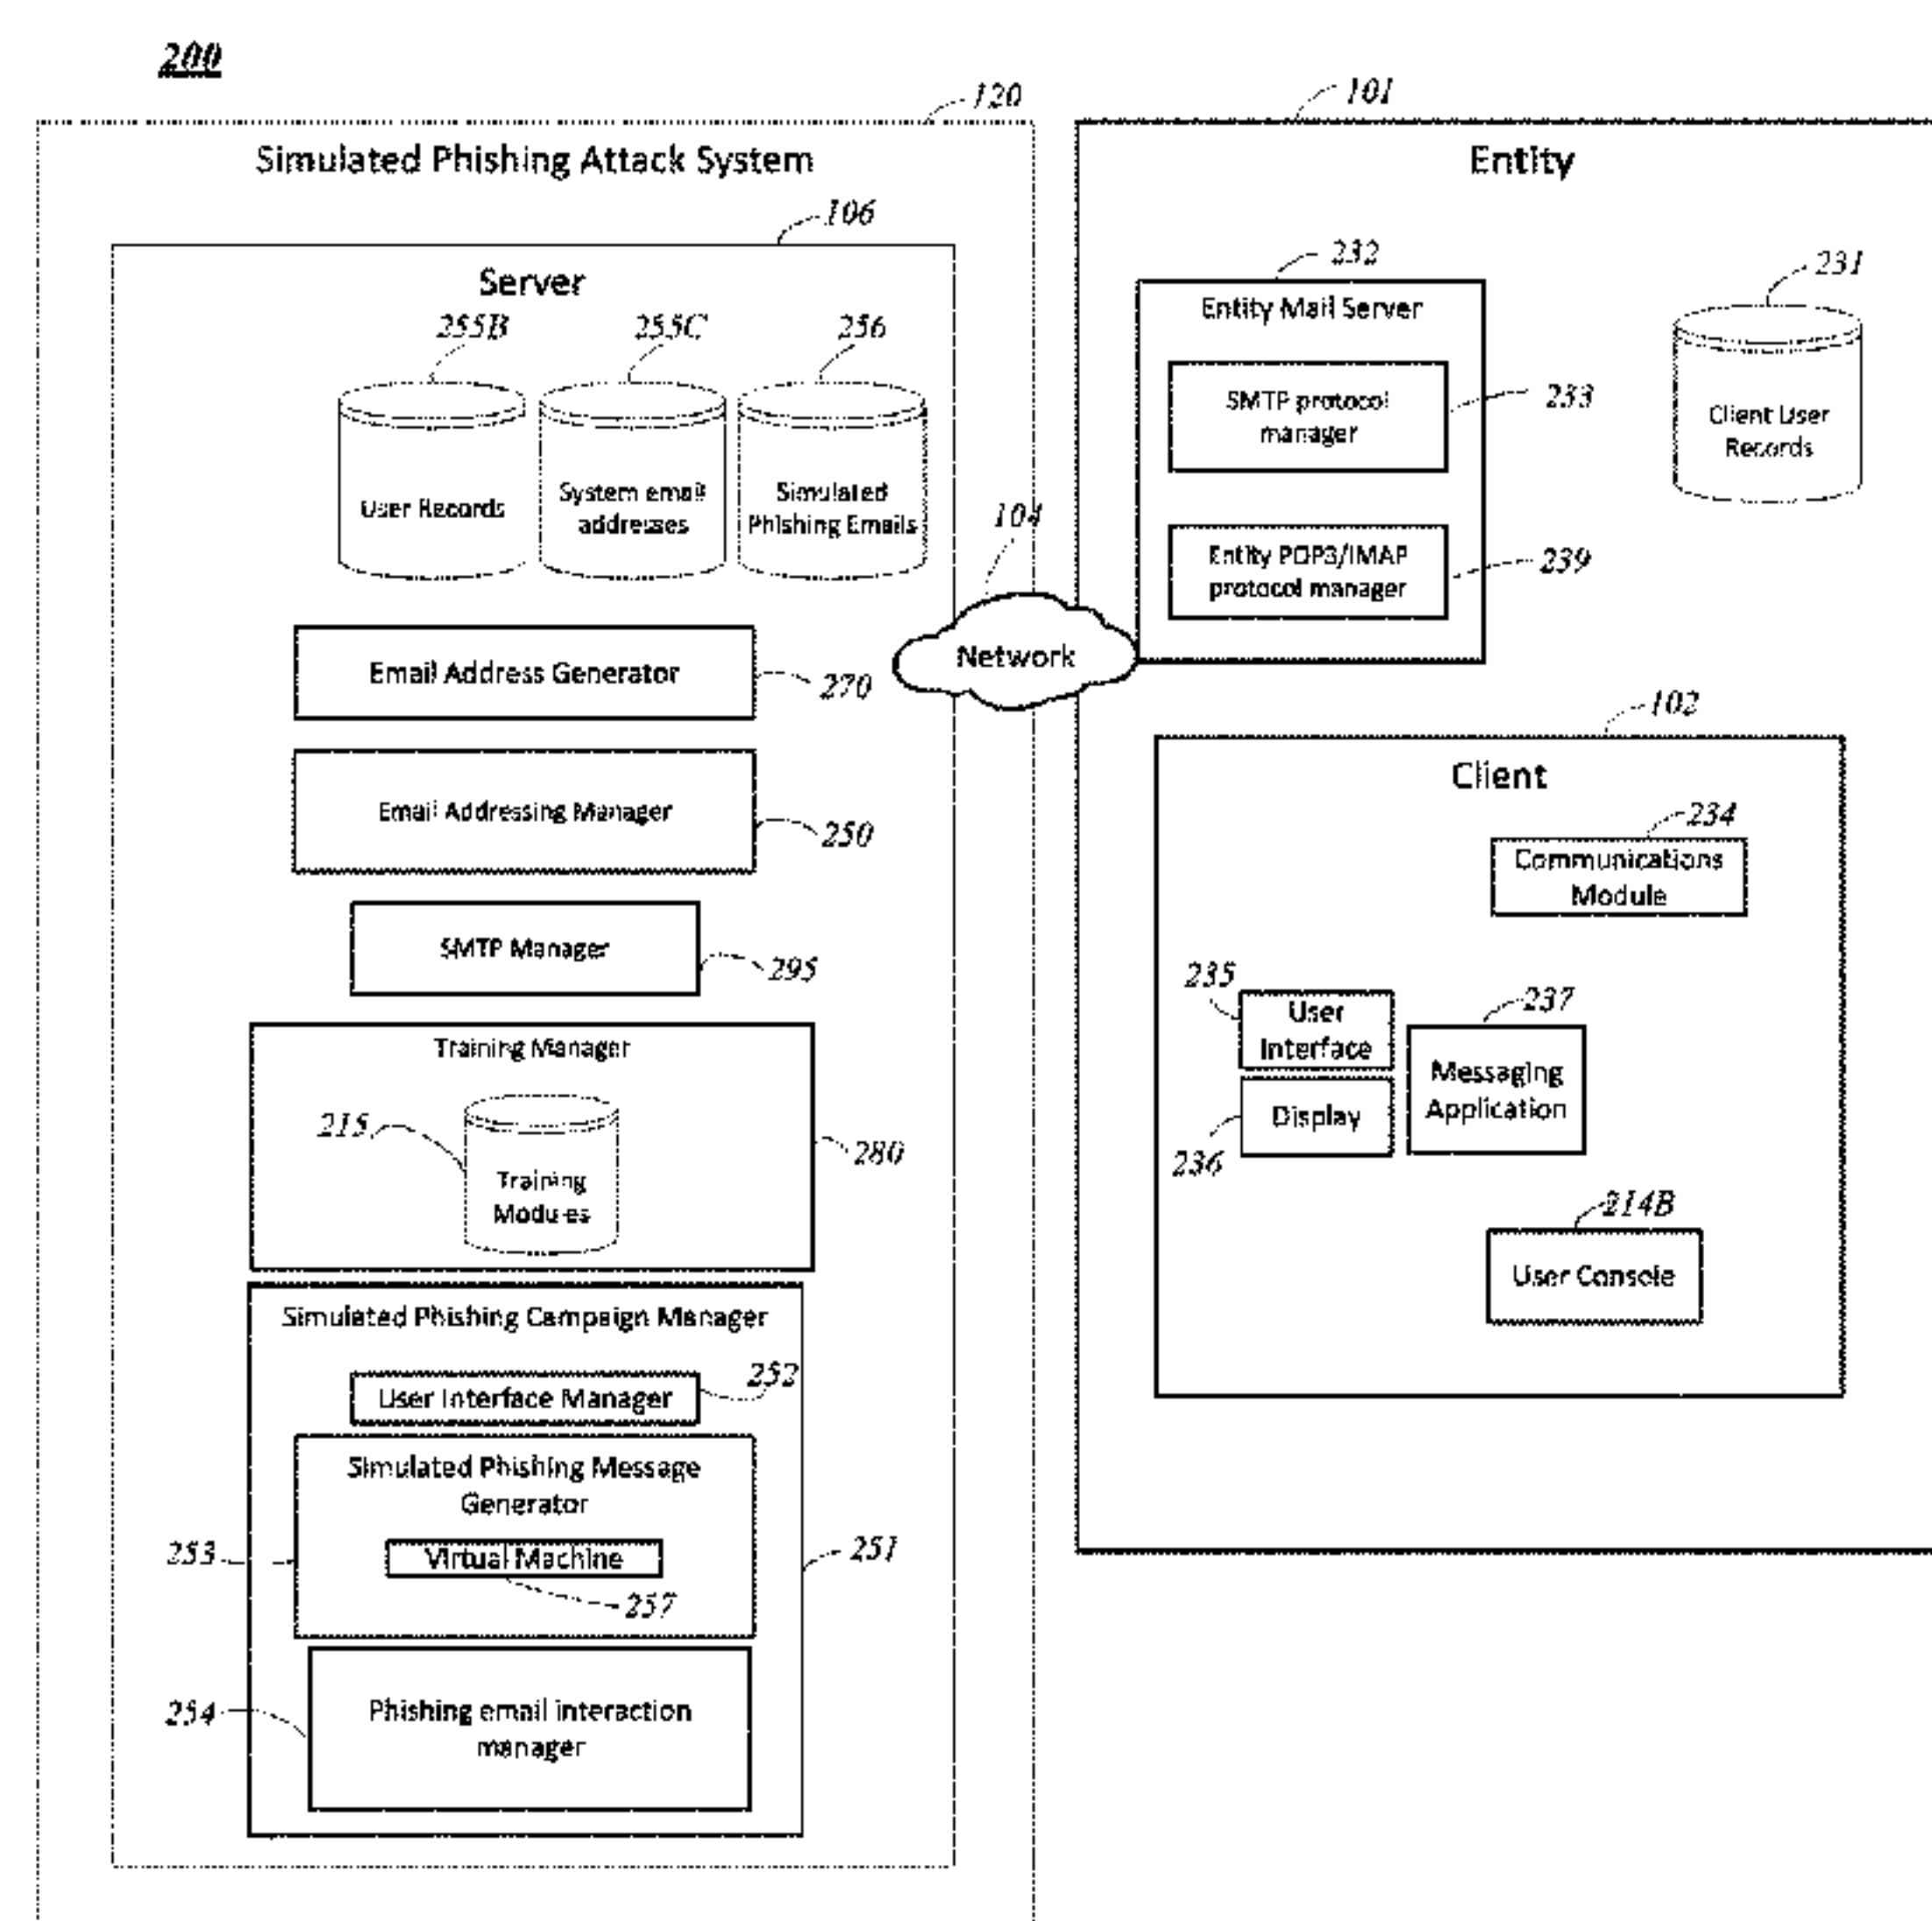 200
120
101
Simulated Phishing Attack System
Entity
106
Server
232
231
255B
255C
256
Entity Mail Server
SMTP protocol
manager
233
Client User
Records
User Records
System email
addresses
Simulated
Phishing Emails
104
Entity POP3/IMAP
protocol manager
239
Network
Email Address Generator
270
102
Client
Email Addressing Manager
250
234
Communications
Module
SMTP Manager
295
235
User
Interface
237
Messaging
Application
Display
236
Training Manager
215
280
Training
Modules
214B
User Console
Simulated Phishing Campaign Manager
252
User Interface Manager
Simulated Phishing Message
Generator
253
Virtual Machine
251
257
254
Phishing email interaction
manager